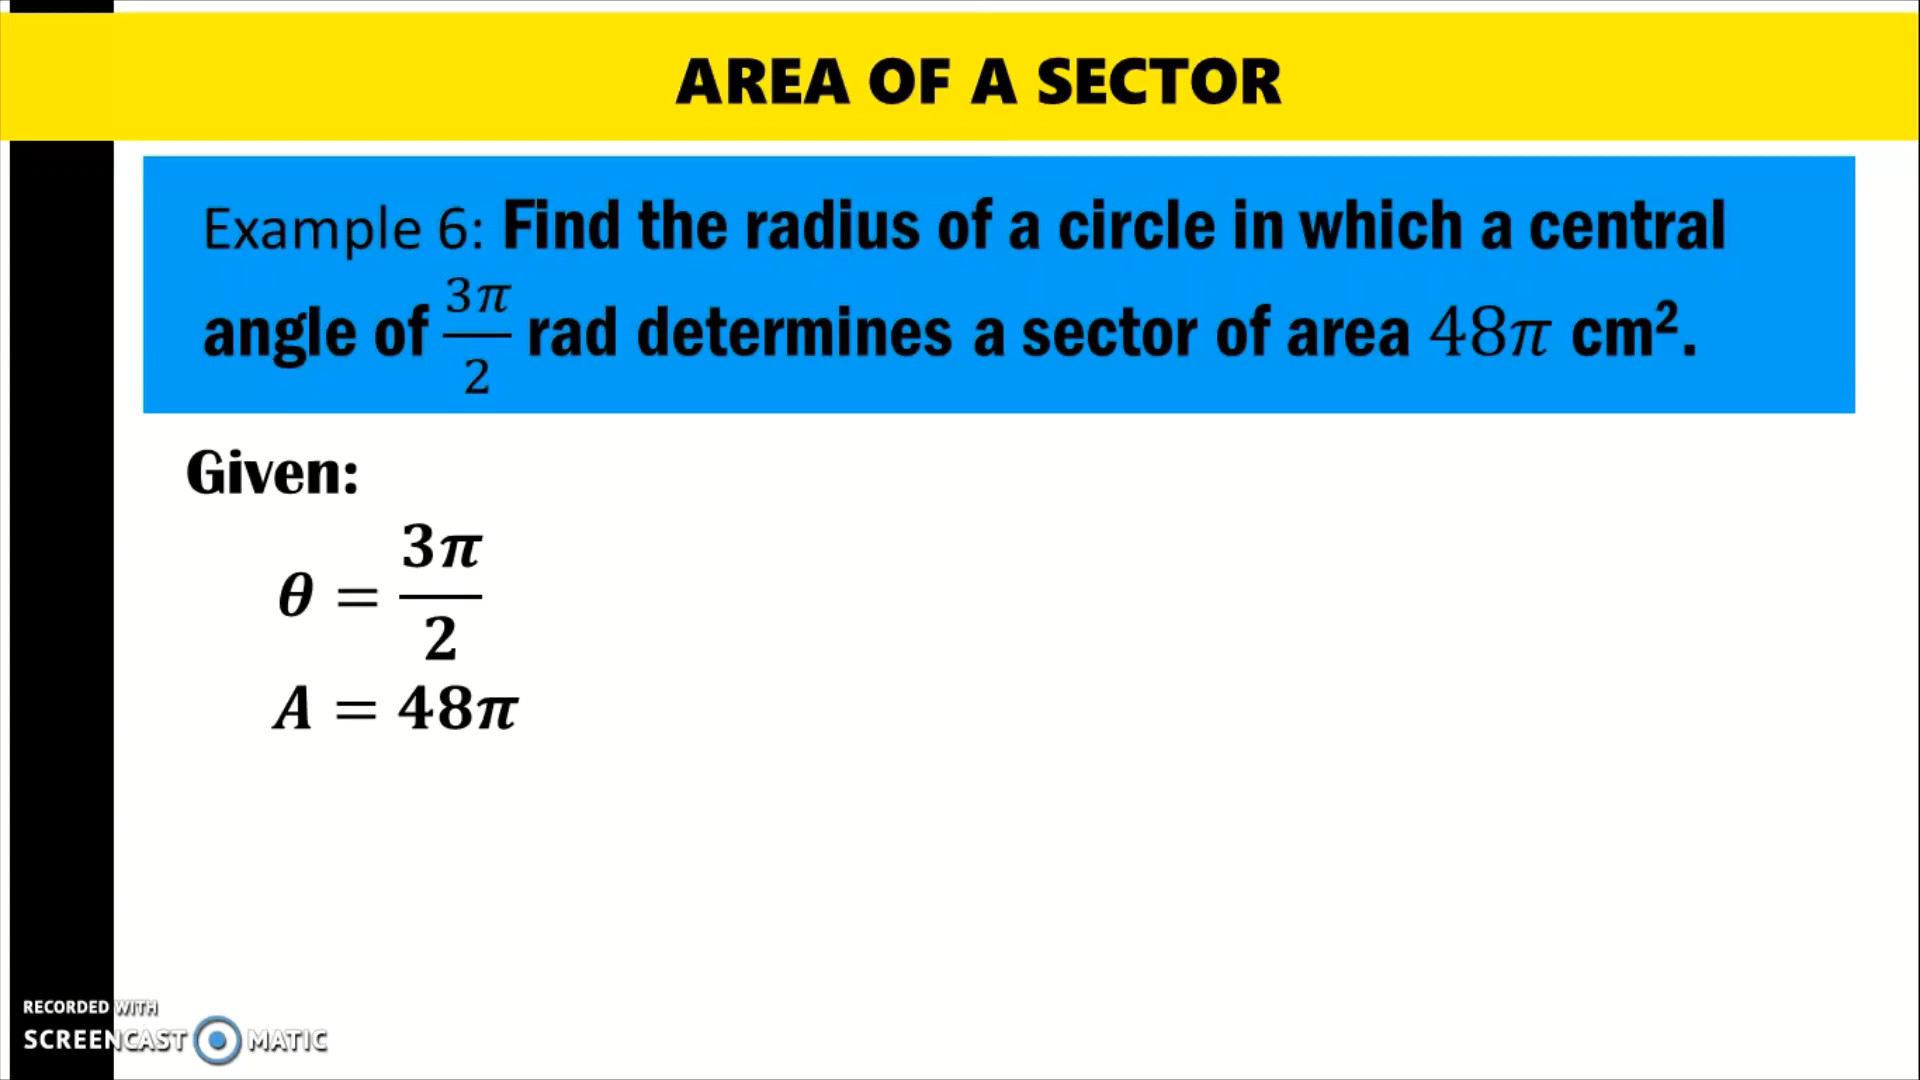 AREA OF A SECTOR
Example 6: Find the radius of a circle in which a central
angle of 3π/2 rad determines a sector of area 48π cm².
Given:
θ = 3π/2
A = 48π
RECORDED WITH
SCREENCAST MATIC